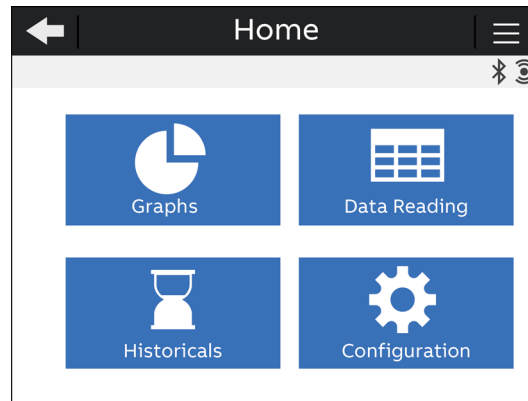 Home
Graphs
Data Reading
Historicals
Configuration